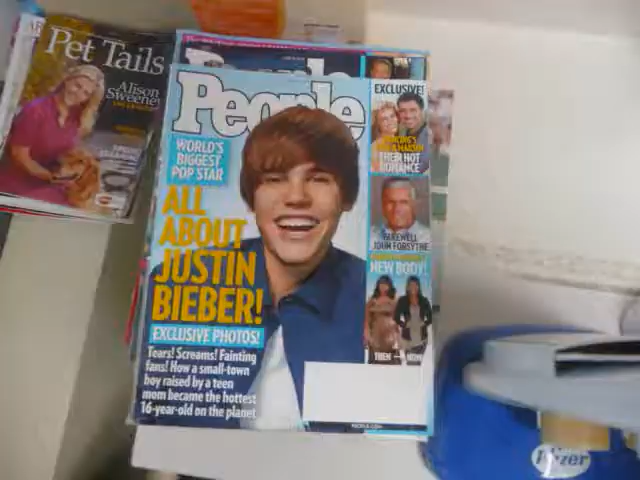 Pet Tails
Alison
Sweeney
People
People
WORLD'S
BIGGEST
POP STAR
ALL
ABOUT
JUSTIN
BIEBER!
EXCLUSIVE PHOTOS!
Tears! Screams! Fainting
fans! How a small-town
boy raised by a teen
mom became the hottest
16-year-old on the planet
EXCLUSIVE!
THEIR HOT
ROMANCE
FAREWELL
JOHN FORSYTHE
NEW BODY!
THEN
NOW
Pfizer